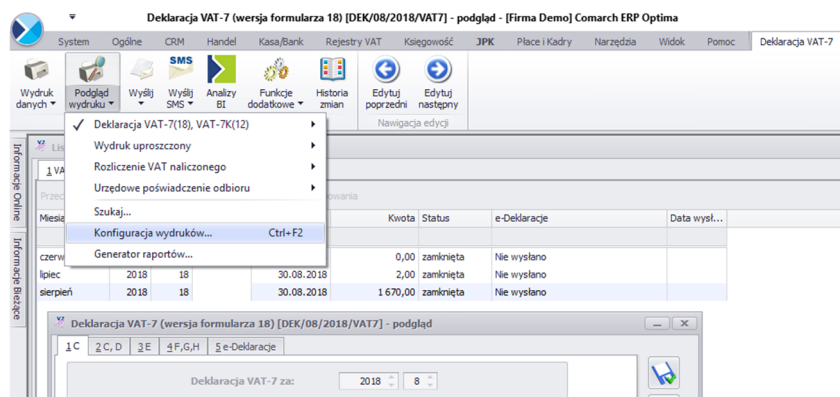 Deklaracja VAT-7 (wersja formularza 18) [DEK/08/2018/VAT7] - podgląd - [Firma Demo] Comarch ERP Optima
System Ogólne CRM Handel Kasa/Bank Rejestry VAT Księgowość JPK Płace i Kadry Narzędzia Widok Pomoc Deklaracja VAT-7
SMS
Wydruk danych
Podgląd wydruku
Wyślij
Wyślij SMS
Analizy BI
Funkcje dodatkowe
Historia zmian
Edytuj poprzedni
Edytuj następny
Nawigacja edycji
Deklaracja VAT-7(18), VAT-7K(12)
Wydruk uproszczony
Rozliczenie VAT naliczonego
Urzędowe poświadczenie odbioru
Szukaj...
Konfiguracja wydruków... Ctrl+F2
Generator raportów...
Informacje Online
Informacje Bieżące
Lis
1 VA
Przec
Miesią Kwota Status e-Deklaracje Data wysł...
czerw 0,00 zamknięta Nie wysłano
lipiec 2018 18 30.08.2018 2,00 zamknięta Nie wysłano
sierpień 2018 18 30.08.2018 1 670,00 zamknięta Nie wysłano
Deklaracja VAT-7 (wersja formularza 18) [DEK/08/2018/VAT7] - podgląd
1 C 2 C, D 3 E 4 F,G,H 5 e-Deklaracje
Deklaracja VAT-7 za: 2018 8